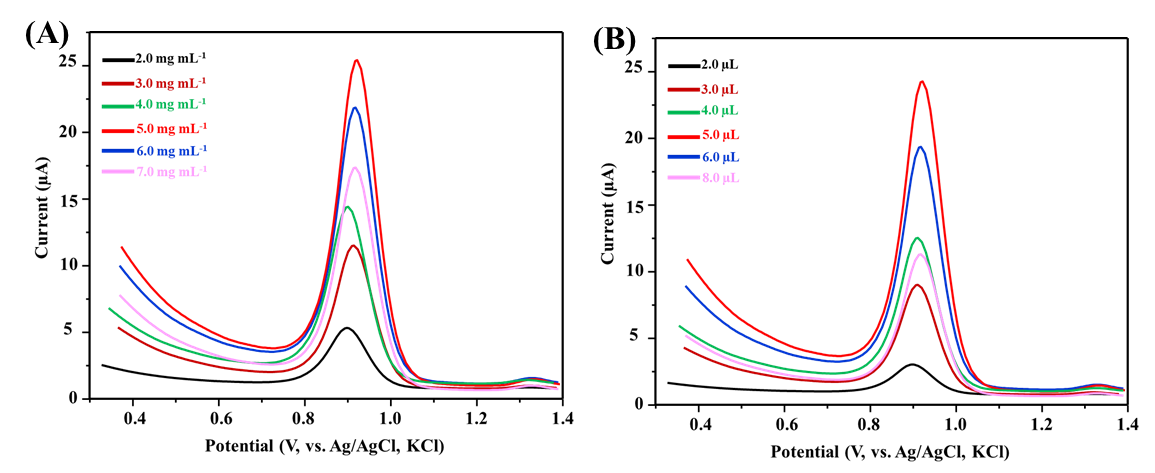 (A)
25
20
15
10
5
0
Current (µA)
2.0 mg mL-1
3.0 mg mL-1
4.0 mg mL-1
5.0 mg mL-1
6.0 mg mL-1
7.0 mg mL-1
0.4 0.6 0.8 1.0 1.2 1.4
Potential (V, vs. Ag/AgCl, KCl)
(B)
25
20
15
10
5
0
Current (µA)
2.0 µL
3.0 µL
4.0 µL
5.0 µL
6.0 µL
8.0 µL
0.4 0.6 0.8 1.0 1.2 1.4
Potential (V, vs. Ag/AgCl, KCl)